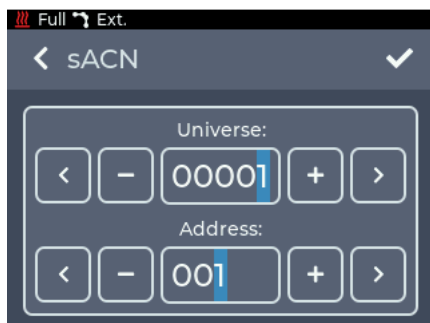 Full Ext.
sACN
Universe:
< − 00001 + >
Address:
< − 001 + >